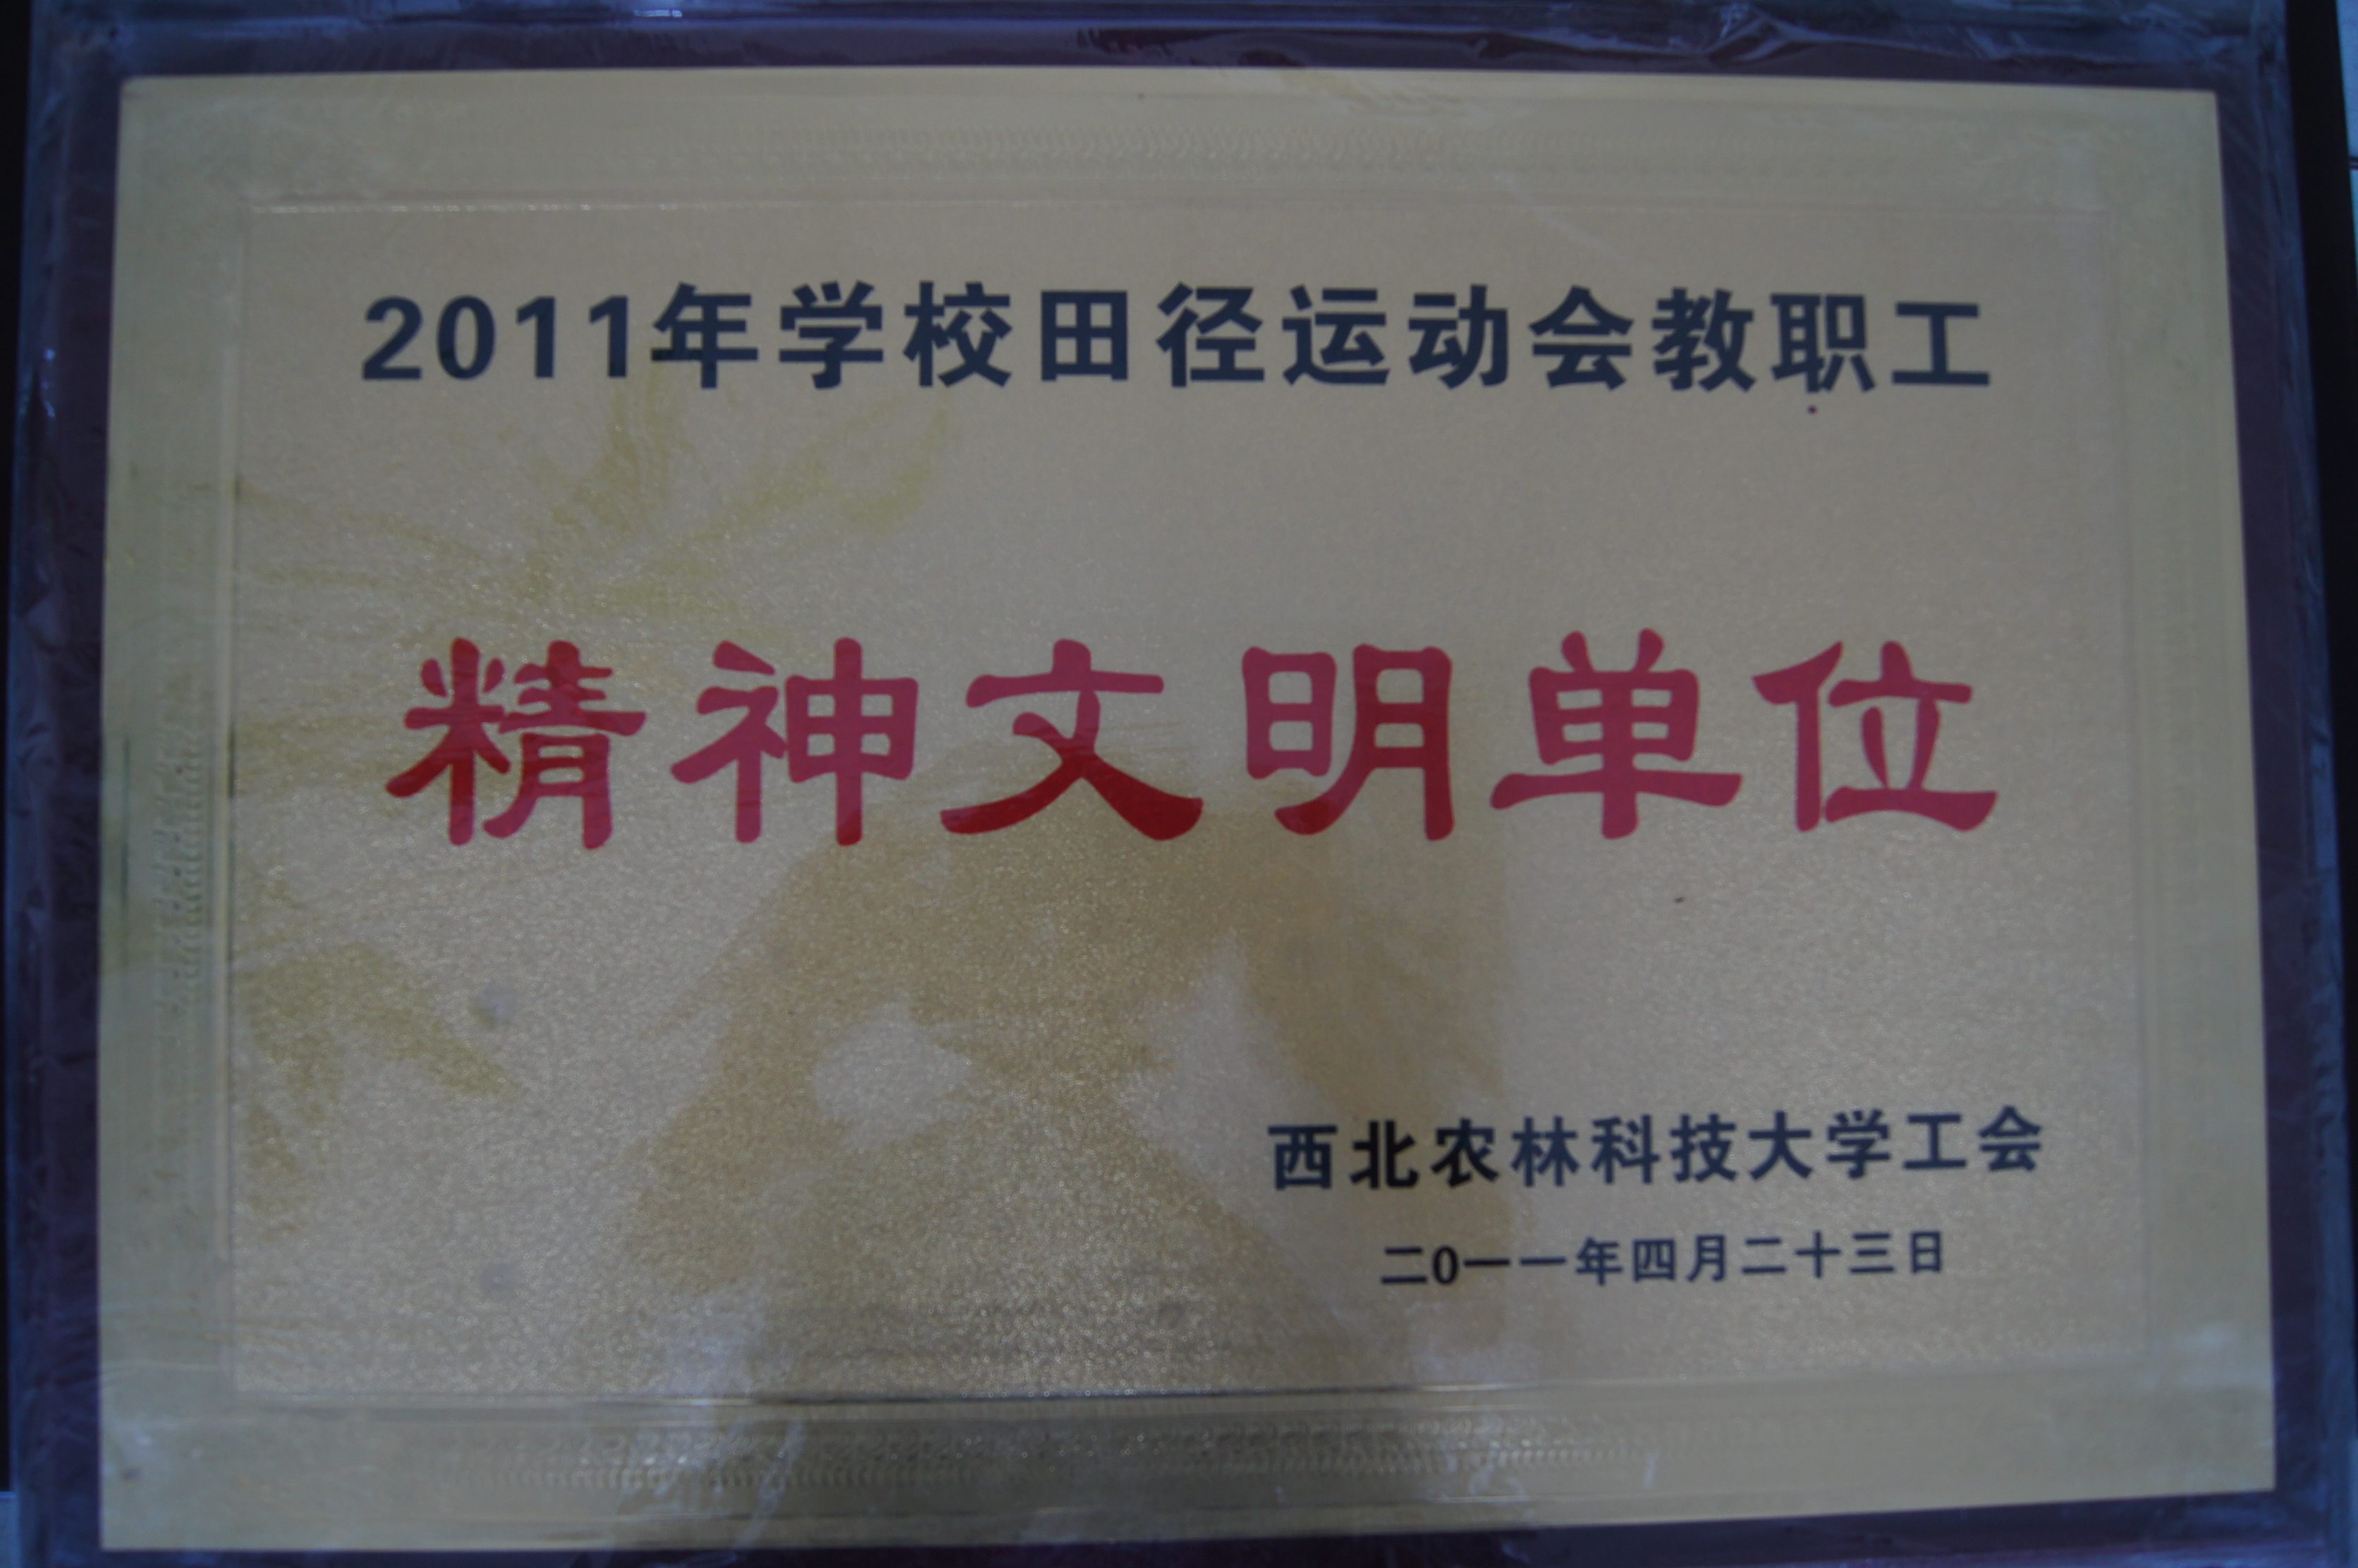 2011年学校田径运动会教职工
精神文明单位
西北农林科技大学工会
二0一一年四月二十三日